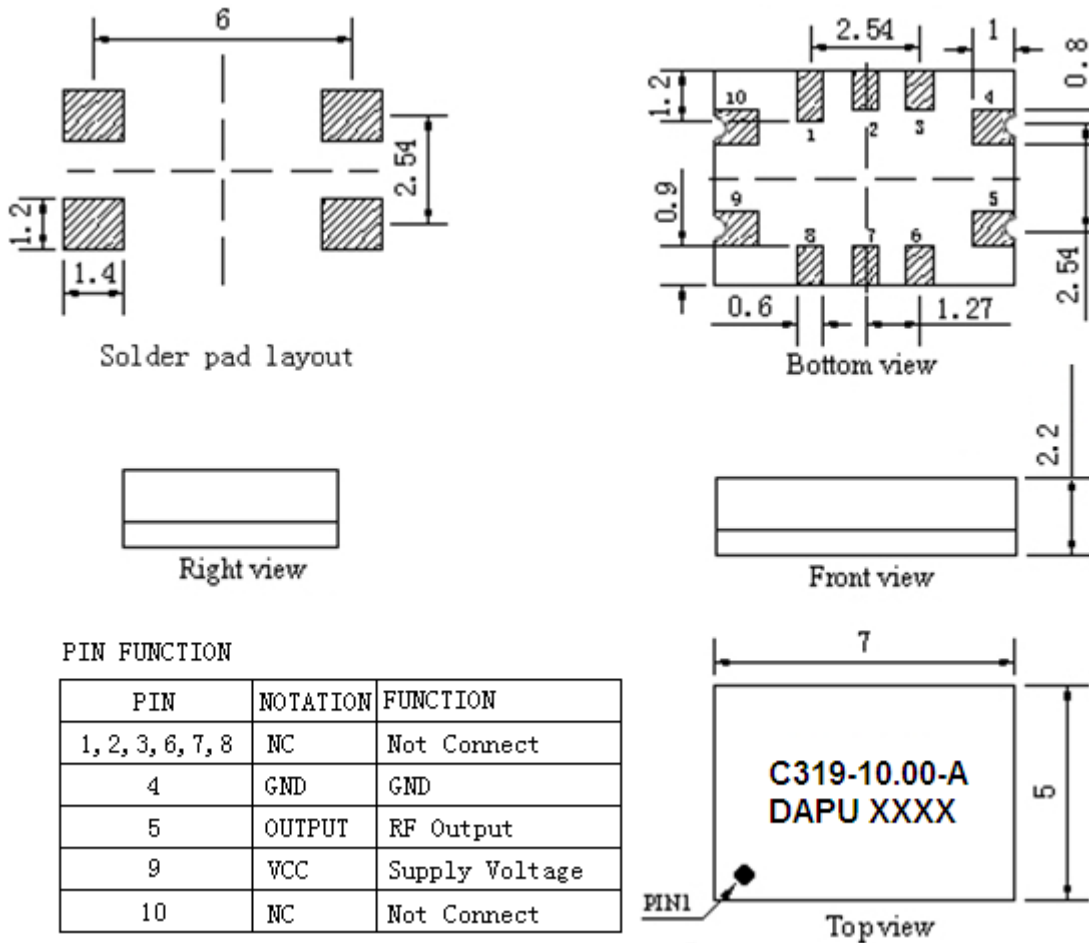 6
2.54
1.2
1.4
Solder pad layout
2.54
1
0.8
1.2
10
4
1
2
3
9
5
8
7
6
0.9
2.54
0.6
1.27
Bottom view
Right view
2.2
Front view
PIN FUNCTION
PIN NOTATION FUNCTION
1,2,3,6,7,8 NC Not Connect
4 GND GND
5 OUTPUT RF Output
9 VCC Supply Voltage
10 NC Not Connect
7
C319-10.00-A
DAPU XXXX
5
PIN1
Top view